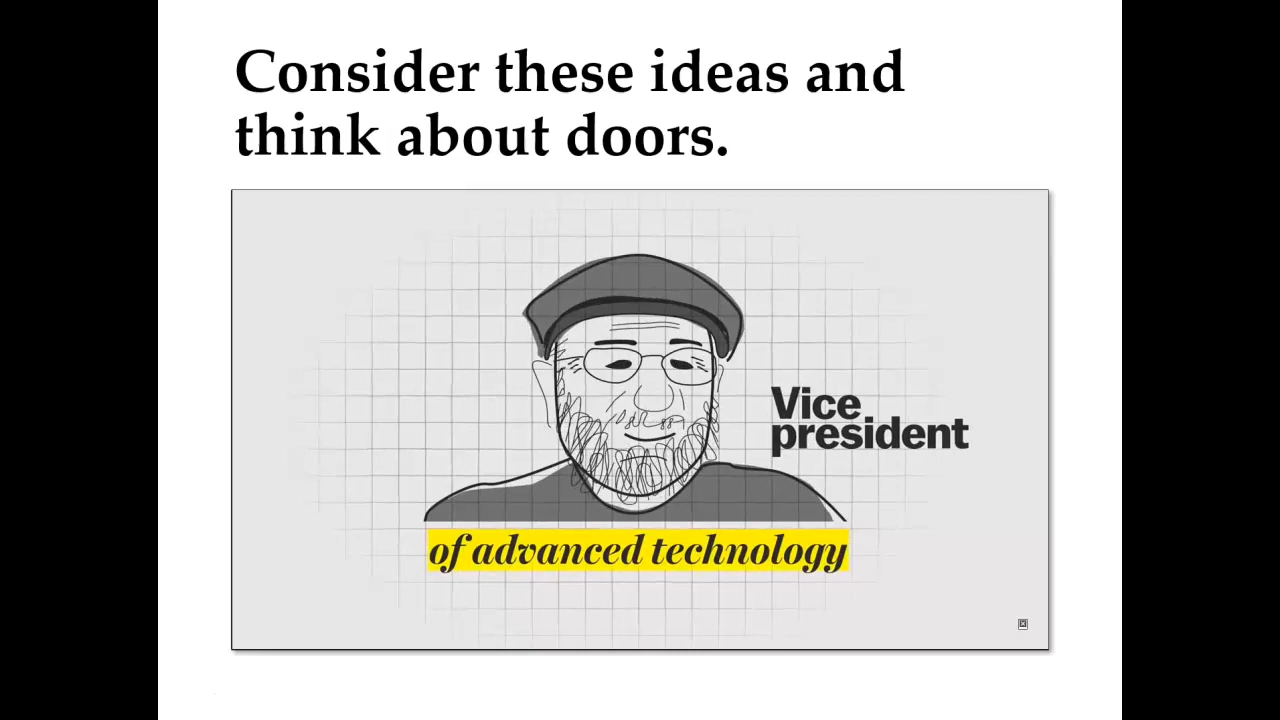 Consider these ideas and
think about doors.
Vice
president
of advanced technology